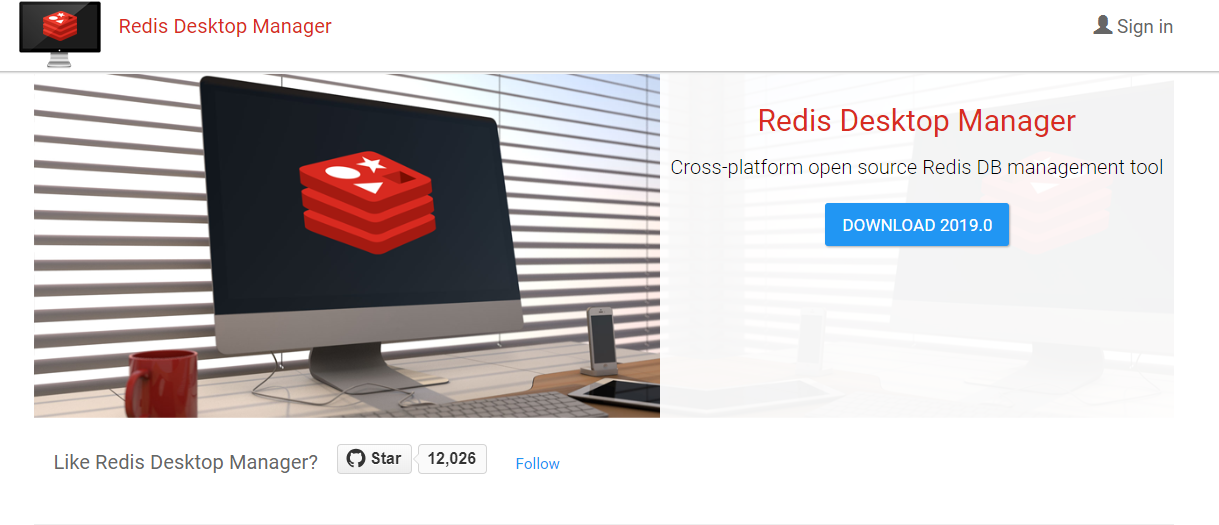 Redis Desktop Manager
Sign in
Redis Desktop Manager
Cross-platform open source Redis DB management tool
DOWNLOAD 2019.0
Like Redis Desktop Manager?
Star
12,026
Follow